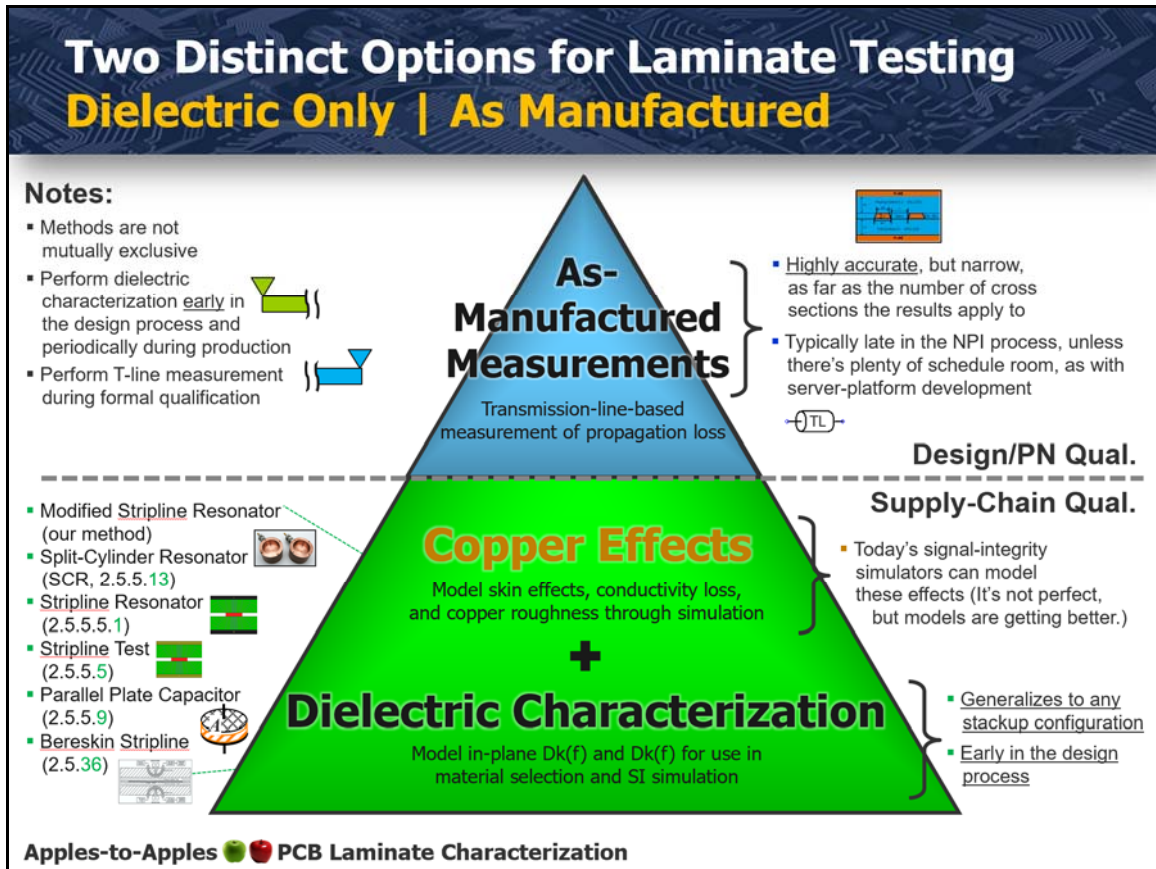 Two Distinct Options for Laminate Testing
Dielectric Only | As Manufactured
Notes:
▪ Methods are not
mutually exclusive
▪ Perform dielectric
characterization early in
the design process and
periodically during production
▪ Perform T-line measurement
during formal qualification
As-
Manufactured
Measurements
Transmission-line-based
measurement of propagation loss
▪ Highly accurate, but narrow,
as far as the number of cross
sections the results apply to
▪ Typically late in the NPI process, unless
there's plenty of schedule room, as with
server-platform development
TL
Design/PN Qual.
Supply-Chain Qual.
▪ Modified Stripline Resonator
(our method)
▪ Split-Cylinder Resonator
(SCR, 2.5.5.13)
▪ Stripline Resonator
(2.5.5.5.1)
▪ Stripline Test
(2.5.5.5)
▪ Parallel Plate Capacitor
(2.5.5.9)
A
▪ Bereskin Stripline
(2.5.36)
Copper Effects
Model skin effects, conductivity loss,
and copper roughness through simulation
+
Dielectric Characterization
Model in-plane Dk(f) and Dk(f) for use in
material selection and SI simulation
▪ Today's signal-integrity
simulators can model
these effects (It's not perfect,
but models are getting better.)
▪ Generalizes to any
stackup configuration
▪ Early in the design
process
Apples-to-Apples PCB Laminate Characterization